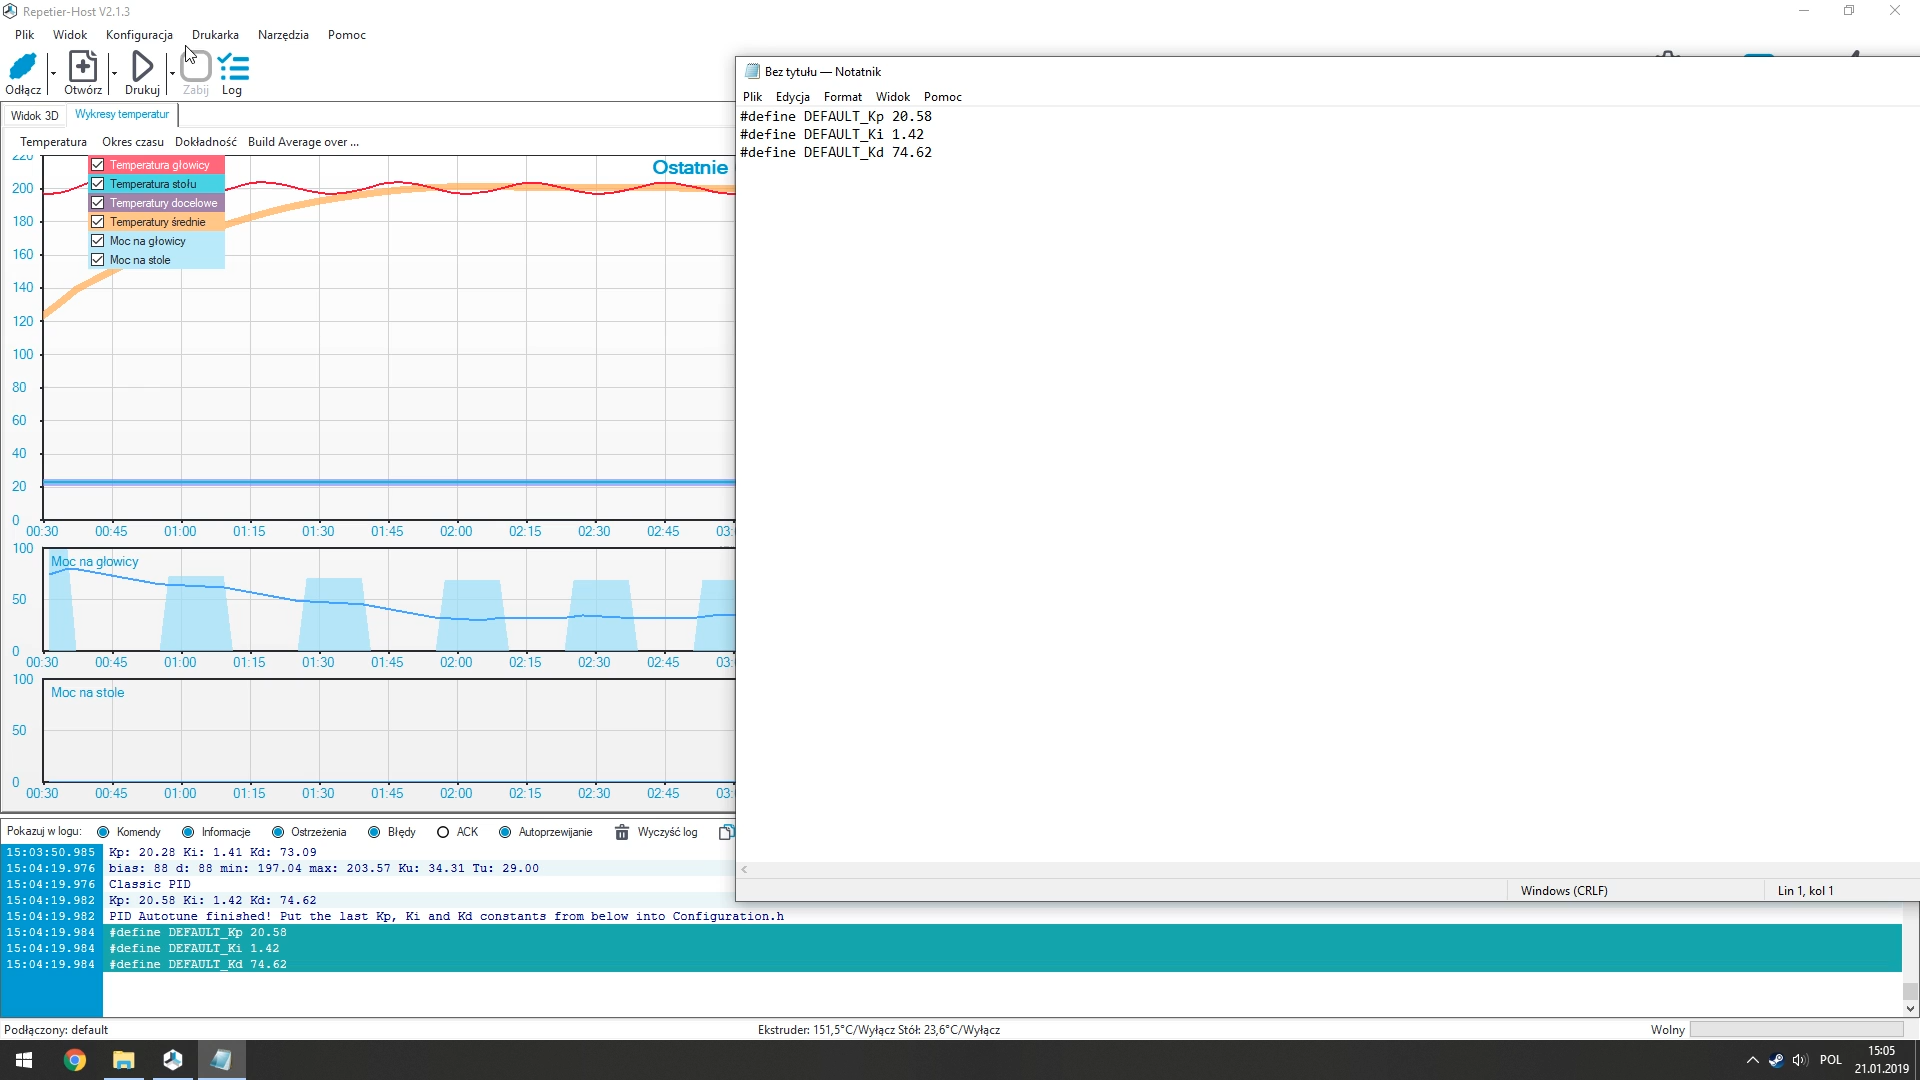 Repetier-Host V2.1.3
Plik Widok Konfiguracja Drukarka Narzędzia Pomoc
Odłącz Otwórz Drukuj Zabij Log
Widok 3D Wykresy temperatur
Temperatura Okres czasu Dokładność Build Average over ...
Ostatnie
Temperatura głowicy
Temperatura stołu
Temperatury docelowe
Temperatury średnie
Moc na głowicy
Moc na stole
220
200
180
160
140
120
100
80
60
40
20
0
00:30 00:45 01:00 01:15 01:30 01:45 02:00 02:15 02:30 02:45 03:
100
Moc na głowicy
50
0
00:30 00:45 01:00 01:15 01:30 01:45 02:00 02:15 02:30 02:45 03:
100
Moc na stole
50
0
00:30 00:45 01:00 01:15 01:30 01:45 02:00 02:15 02:30 02:45 03:
Bez tytułu — Notatnik
Plik Edycja Format Widok Pomoc
#define DEFAULT_Kp 20.58
#define DEFAULT_Ki 1.42
#define DEFAULT_Kd 74.62
Windows (CRLF) Lin 1, kol 1
Pokazuj w logu: Komendy Informacje Ostrzeżenia Błędy ACK Autoprzewijanie Wyczyść log
15:03:50.985 Kp: 20.28 Ki: 1.41 Kd: 73.09
15:04:19.976 bias: 88 d: 88 min: 197.04 max: 203.57 Ku: 34.31 Tu: 29.00
15:04:19.976 Classic PID
15:04:19.982 Kp: 20.58 Ki: 1.42 Kd: 74.62
15:04:19.982 PID Autotune finished! Put the last Kp, Ki and Kd constants from below into Configuration.h
15:04:19.984 #define DEFAULT_Kp 20.58
15:04:19.984 #define DEFAULT_Ki 1.42
15:04:19.984 #define DEFAULT_Kd 74.62
Podłączony: default Ekstruder: 151,5°C/Wyłącz Stół: 23,6°C/Wyłącz Wolny
POL 15:05
21.01.2019